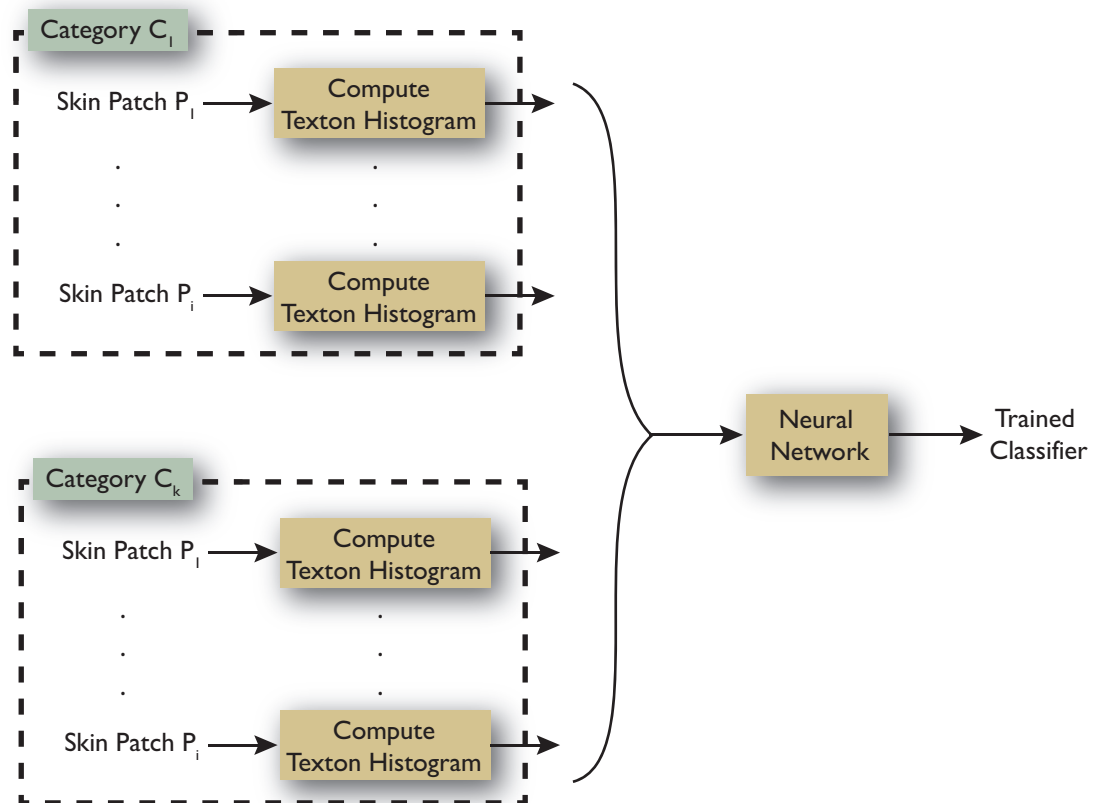 Category C₁
Skin Patch P₁
Compute
Texton Histogram
.
.
.
.
.
.
Skin Patch Pᵢ
Compute
Texton Histogram
Neural
Network
Trained
Classifier
Category Cₖ
Skin Patch P₁
Compute
Texton Histogram
.
.
.
.
.
.
Skin Patch Pᵢ
Compute
Texton Histogram